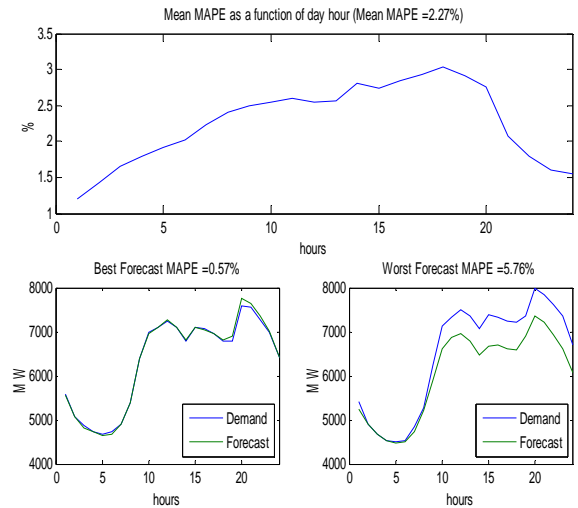 Mean MAPE as a function of day hour (Mean MAPE =2.27%)
3.5
3
2.5
2
1.5
1
%
0
5
10
15
20
hours
Best Forecast MAPE =0.57%
8000
7000
6000
5000
4000
M W
Demand
Forecast
0
5
10
15
20
hours
Worst Forecast MAPE =5.76%
8000
7000
6000
5000
4000
M W
Demand
Forecast
0
5
10
15
20
hours